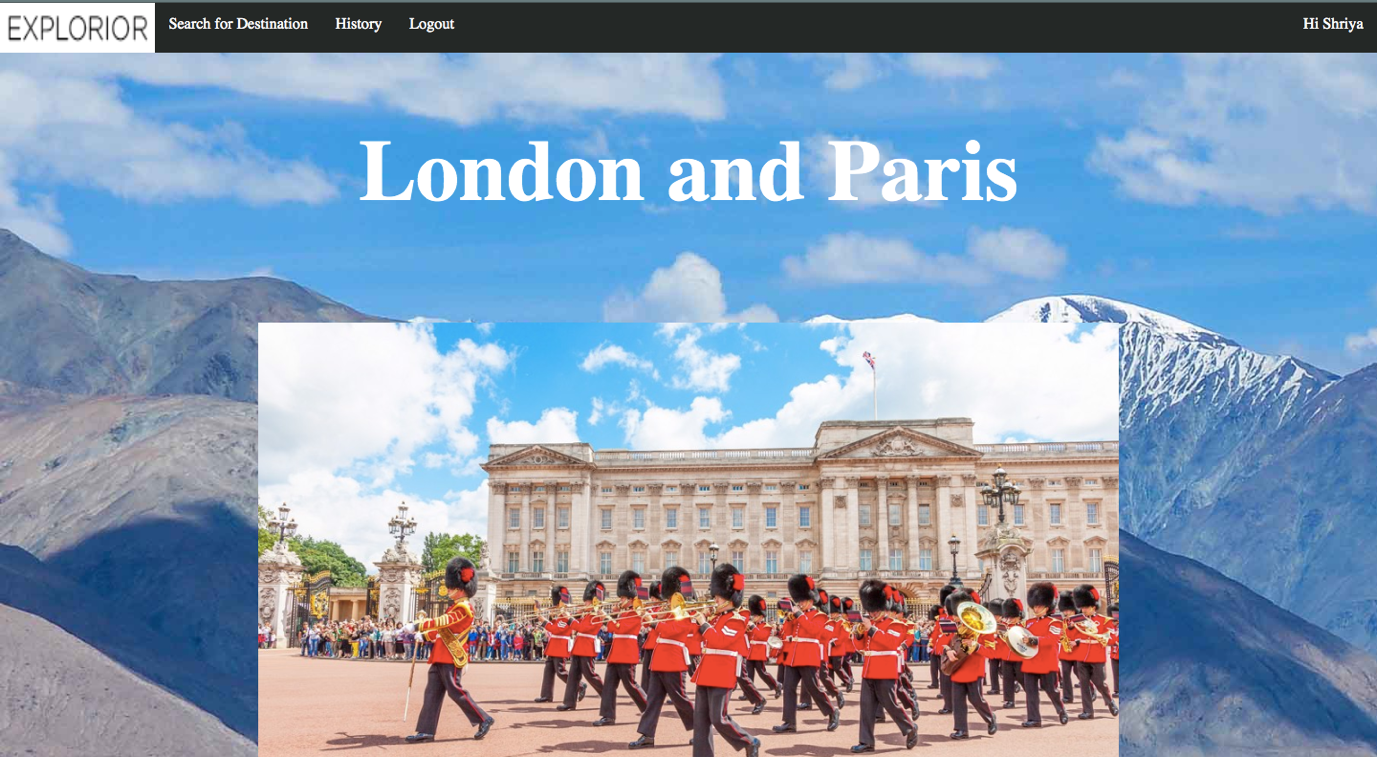 EXPLORIOR Search for Destination History Logout Hi Shriya
London and Paris